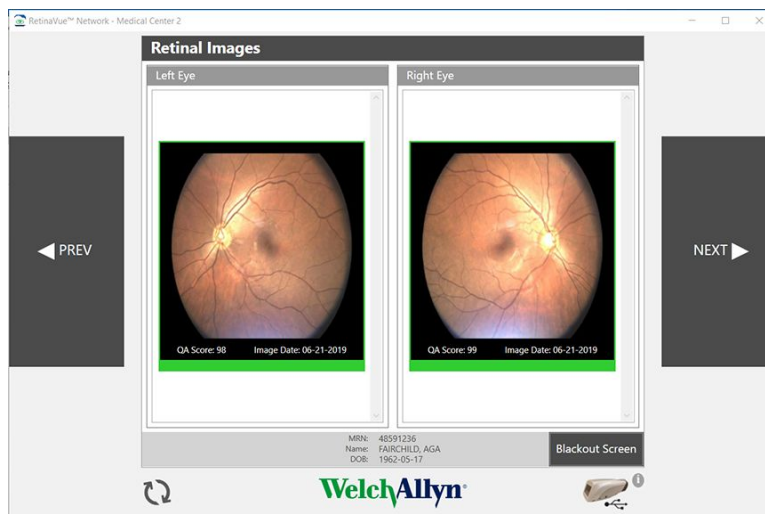 RetinaVue™ Network - Medical Center 2
Retinal Images
Left Eye
Right Eye
PREV
NEXT
QA Score: 98 Image Date: 06-21-2019
QA Score: 99 Image Date: 06-21-2019
MRN: 48591236
Name: FAIRCHILD, AGA
DOB: 1962-05-17
Blackout Screen
WelchAllyn®
i